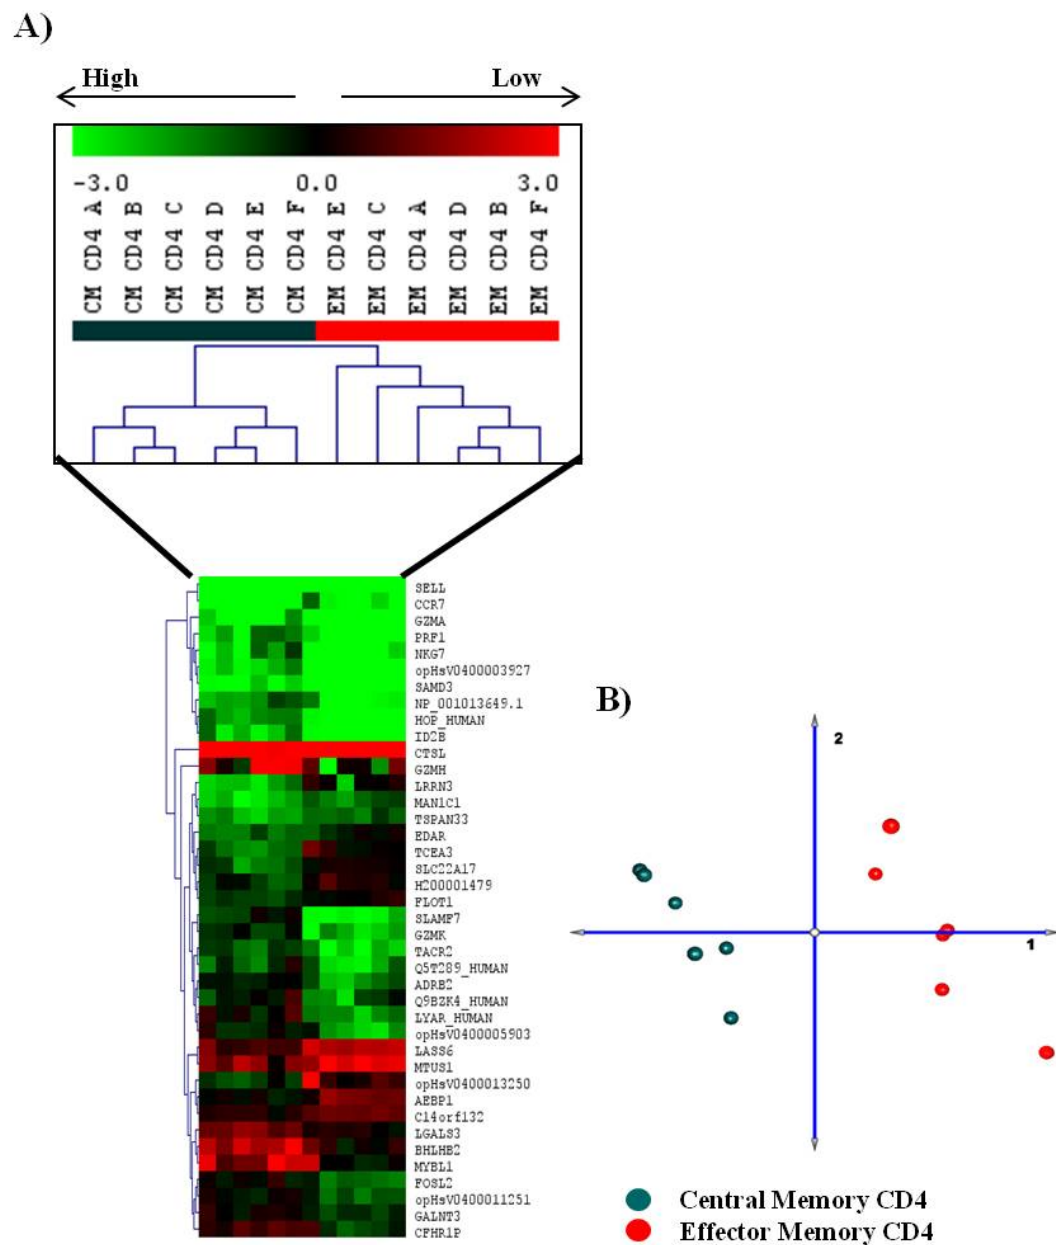 A)
High Low
-3.0 0.0 3.0
CM CD4 A
CM CD4 B
CM CD4 C
CM CD4 D
CM CD4 E
CM CD4 F
EM CD4 E
EM CD4 C
EM CD4 A
EM CD4 D
EM CD4 B
EM CD4 F
SELL
CCR7
GZMA
PRF1
NKG7
opHsV0400003927
SAMD3
NP_001013649.1
HOP_HUMAN
ID2B
CTSL
GZMH
LRRN3
MAN1C1
TSPAN33
EDAR
TCEA3
SLC22A17
H200001479
FLOT1
SLAMF7
GZMK
TACR2
Q5T289_HUMAN
ADRB2
Q9BZK4_HUMAN
LYAR_HUMAN
opHsV0400005903
LASS6
MTUS1
opHsV0400013250
AEBP1
C14orf132
LGALS3
BHLHB2
MYBL1
FOSL2
opHsV0400011251
GALNT3
CFHR1P
B)
2
1
Central Memory CD4
Effector Memory CD4